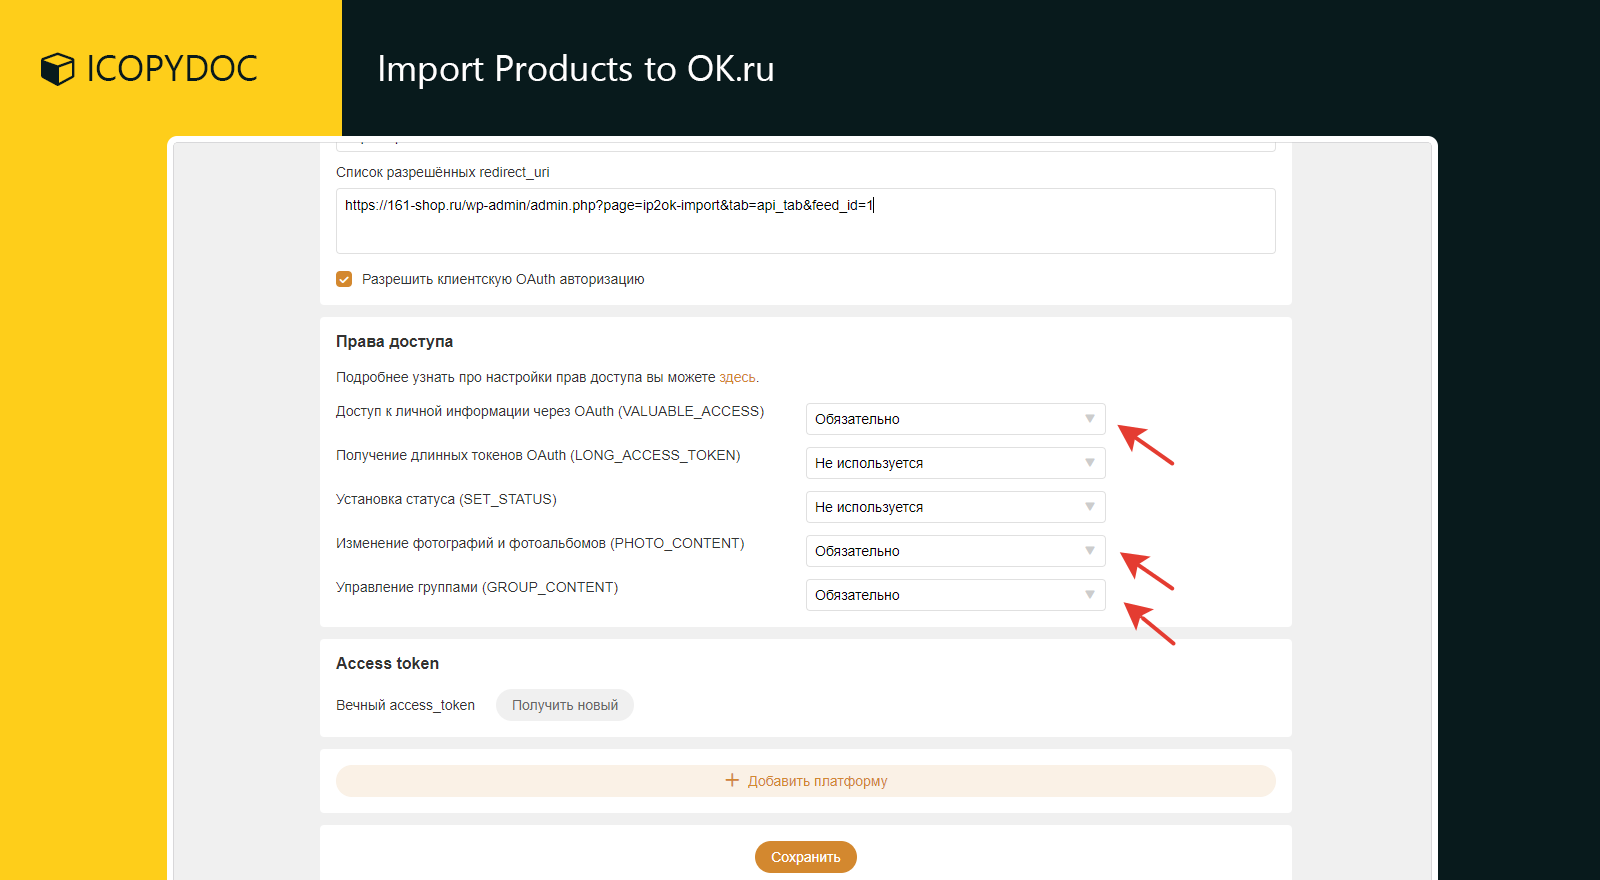 ICOPYDOC
Import Products to OK.ru
Список разрешённых redirect_uri
https://161-shop.ru/wp-admin/admin.php?page=ip2ok-import&tab=api_tab&feed_id=1
Разрешить клиентскую OAuth авторизацию
Права доступа
Подробнее узнать про настройки прав доступа вы можете здесь.
Доступ к личной информации через OAuth (VALUABLE_ACCESS)
Обязательно
Получение длинных токенов OAuth (LONG_ACCESS_TOKEN)
Не используется
Установка статуса (SET_STATUS)
Не используется
Изменение фотографий и фотоальбомов (PHOTO_CONTENT)
Обязательно
Управление группами (GROUP_CONTENT)
Обязательно
Access token
Вечный access_token
Получить новый
Добавить платформу
Сохранить